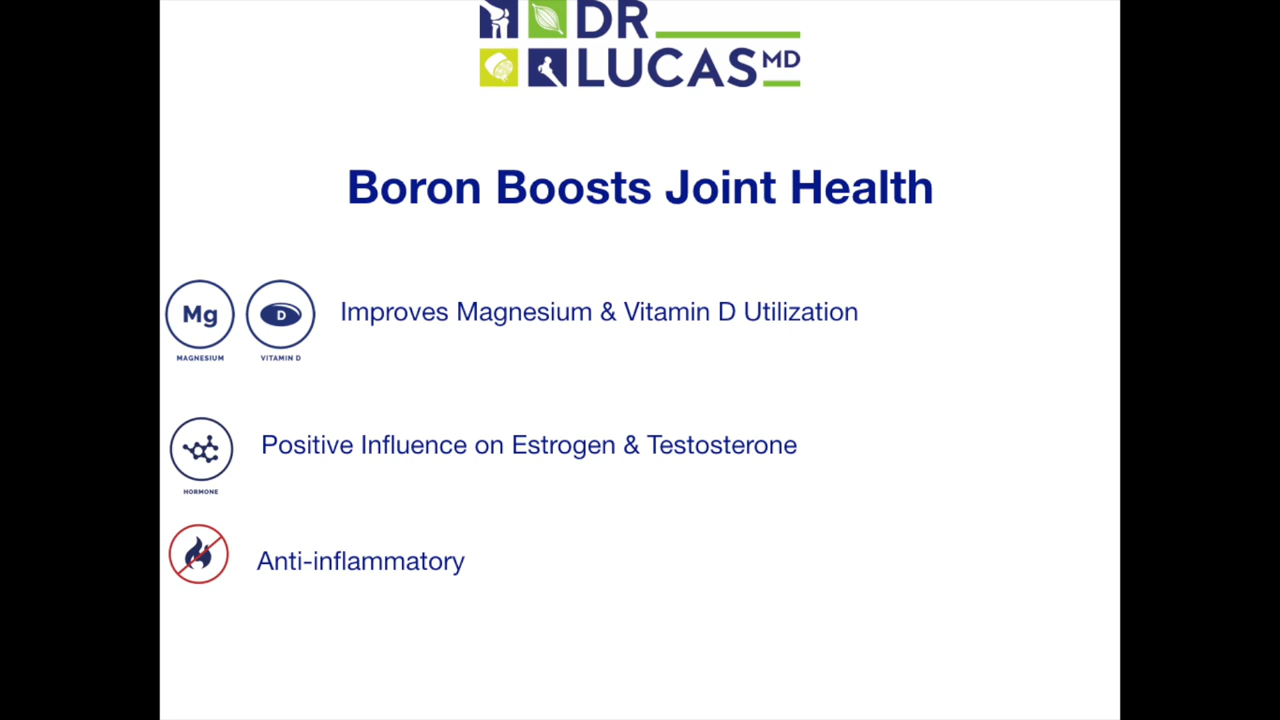 DR
LUCAS MD
Boron Boosts Joint Health
Mg
D
MAGNESIUM
VITAMIN D
Improves Magnesium & Vitamin D Utilization
HORMONE
Positive Influence on Estrogen & Testosterone
Anti-inflammatory